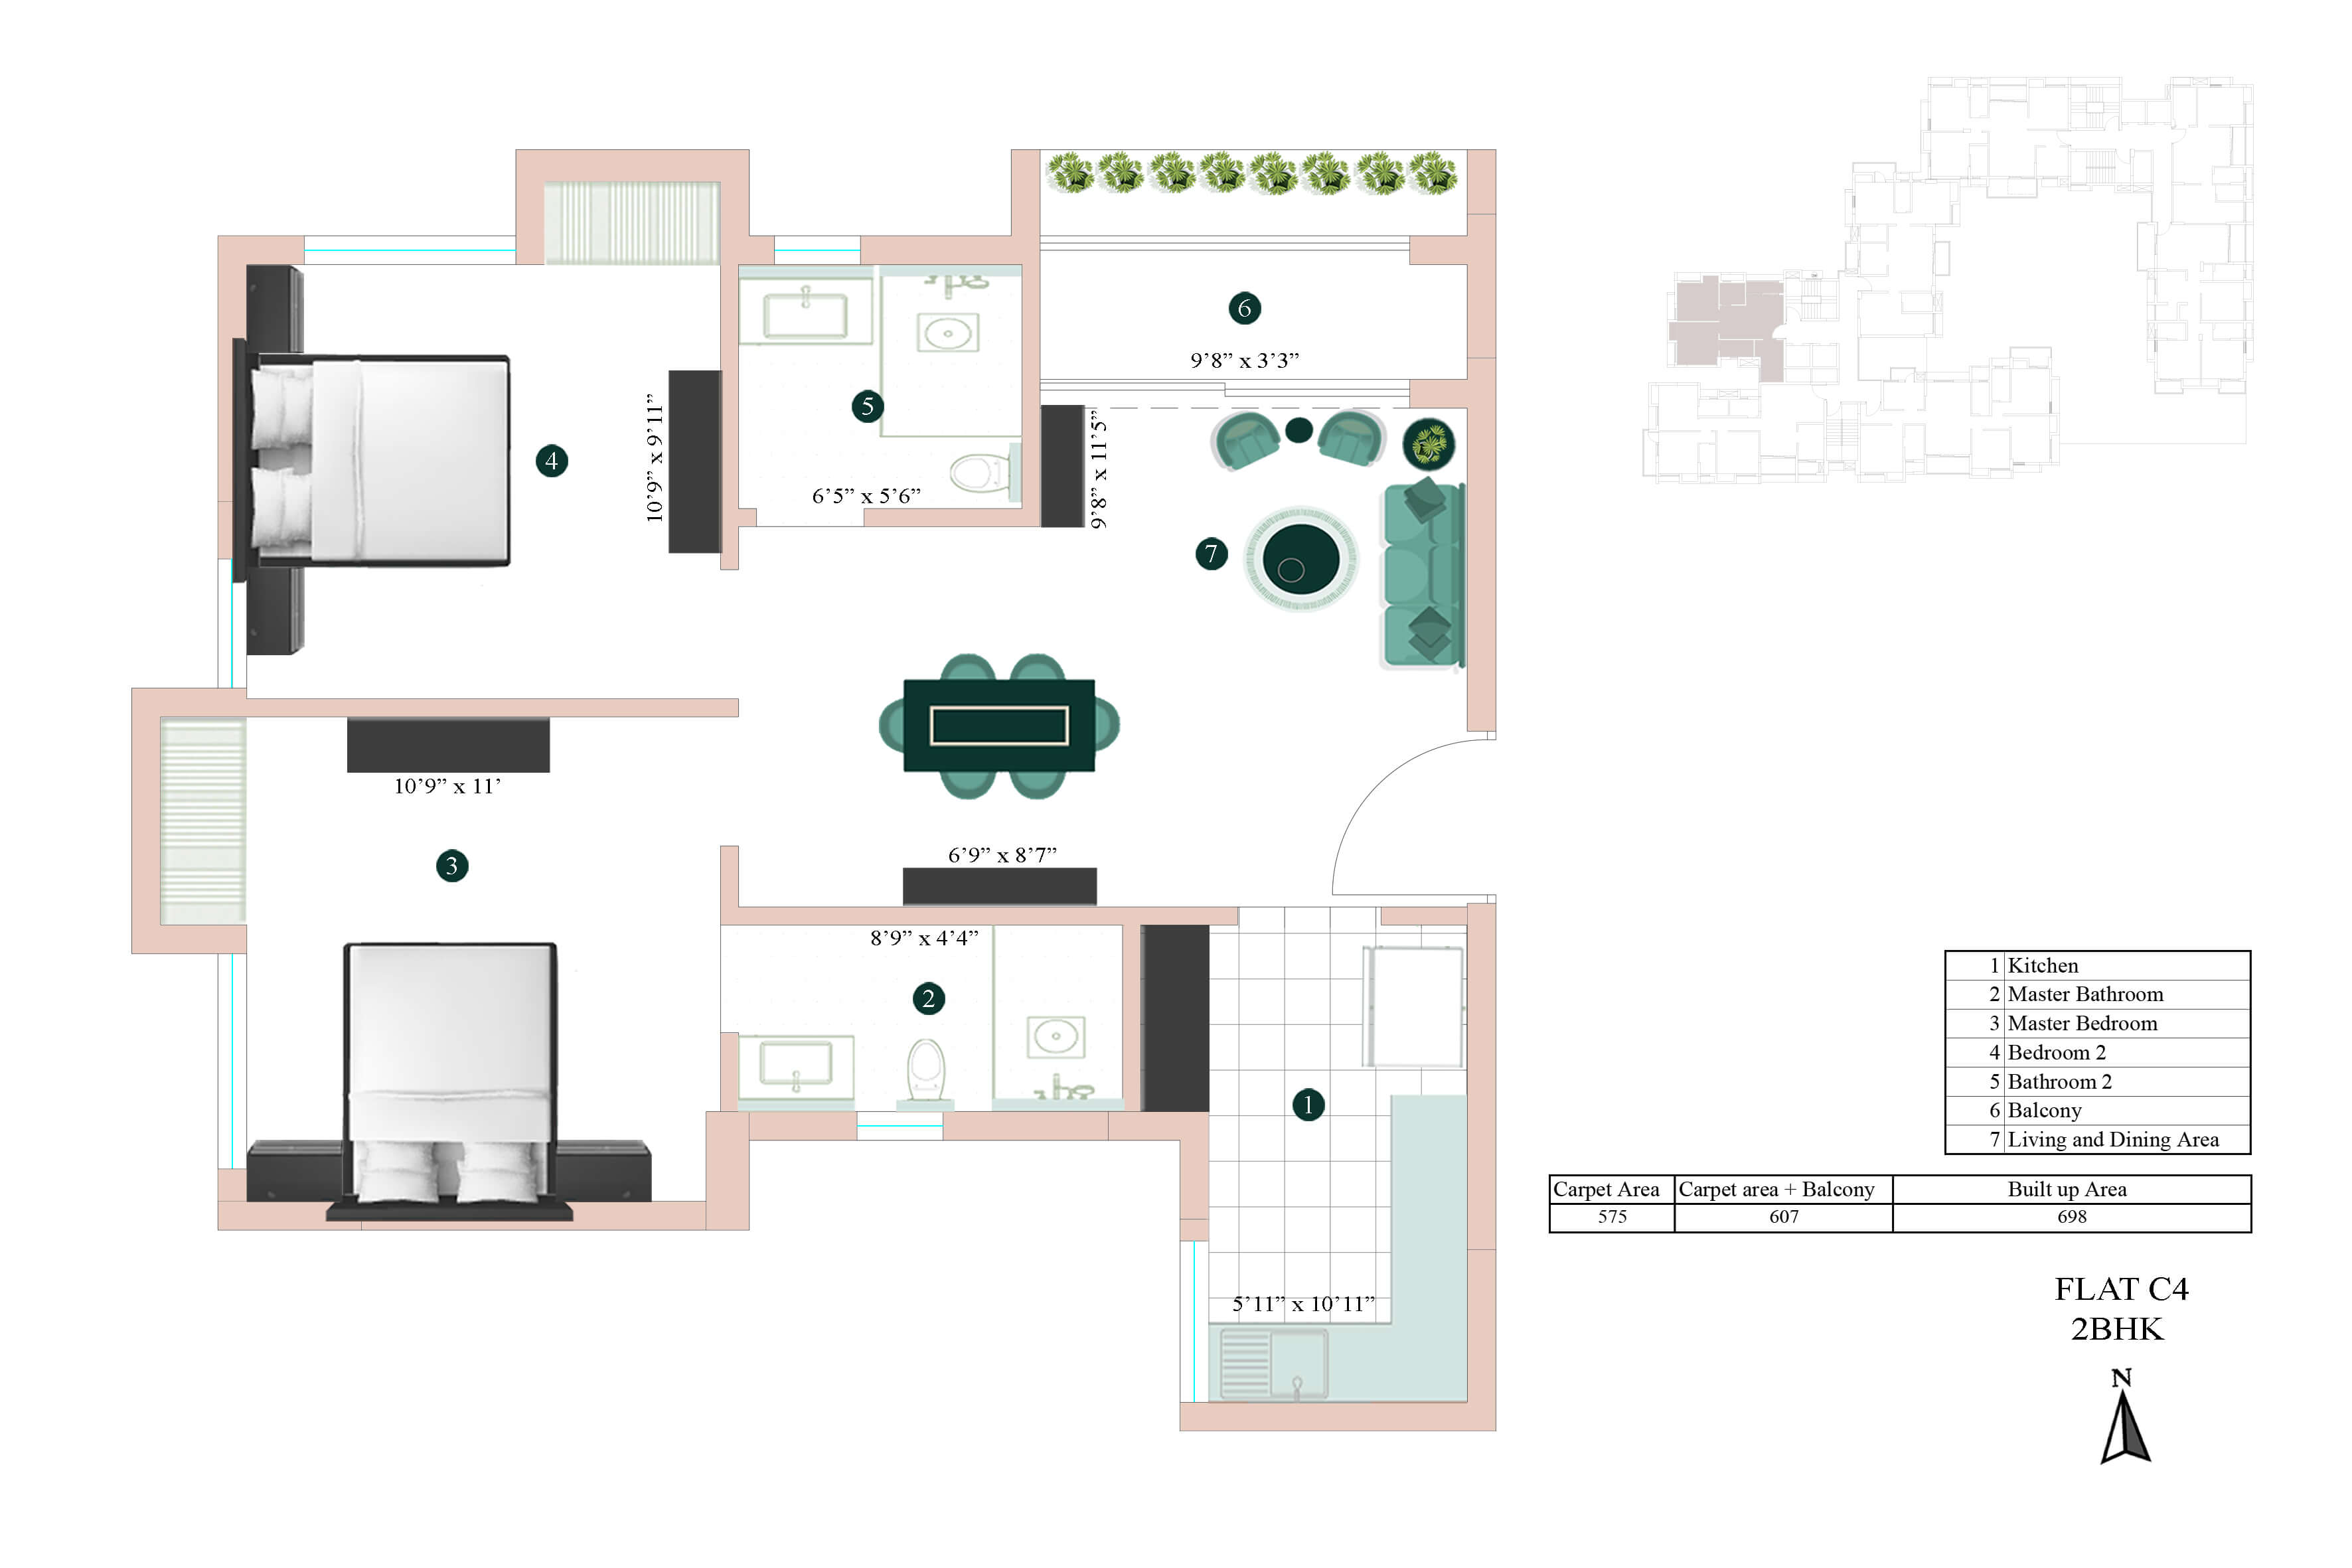 6
9’8” x 3’3”
5
6’5” x 5’6”
4
10’9” x 9’11”
9’8” x 11’5”
7
10’9” x 11’
3
6’9” x 8’7”
8’9” x 4’4”
2
1
5’11” x 10’11”
1 Kitchen
2 Master Bathroom
3 Master Bedroom
4 Bedroom 2
5 Bathroom 2
6 Balcony
7 Living and Dining Area
Carpet Area Carpet area + Balcony Built up Area
575 607 698
FLAT C4
2BHK
N